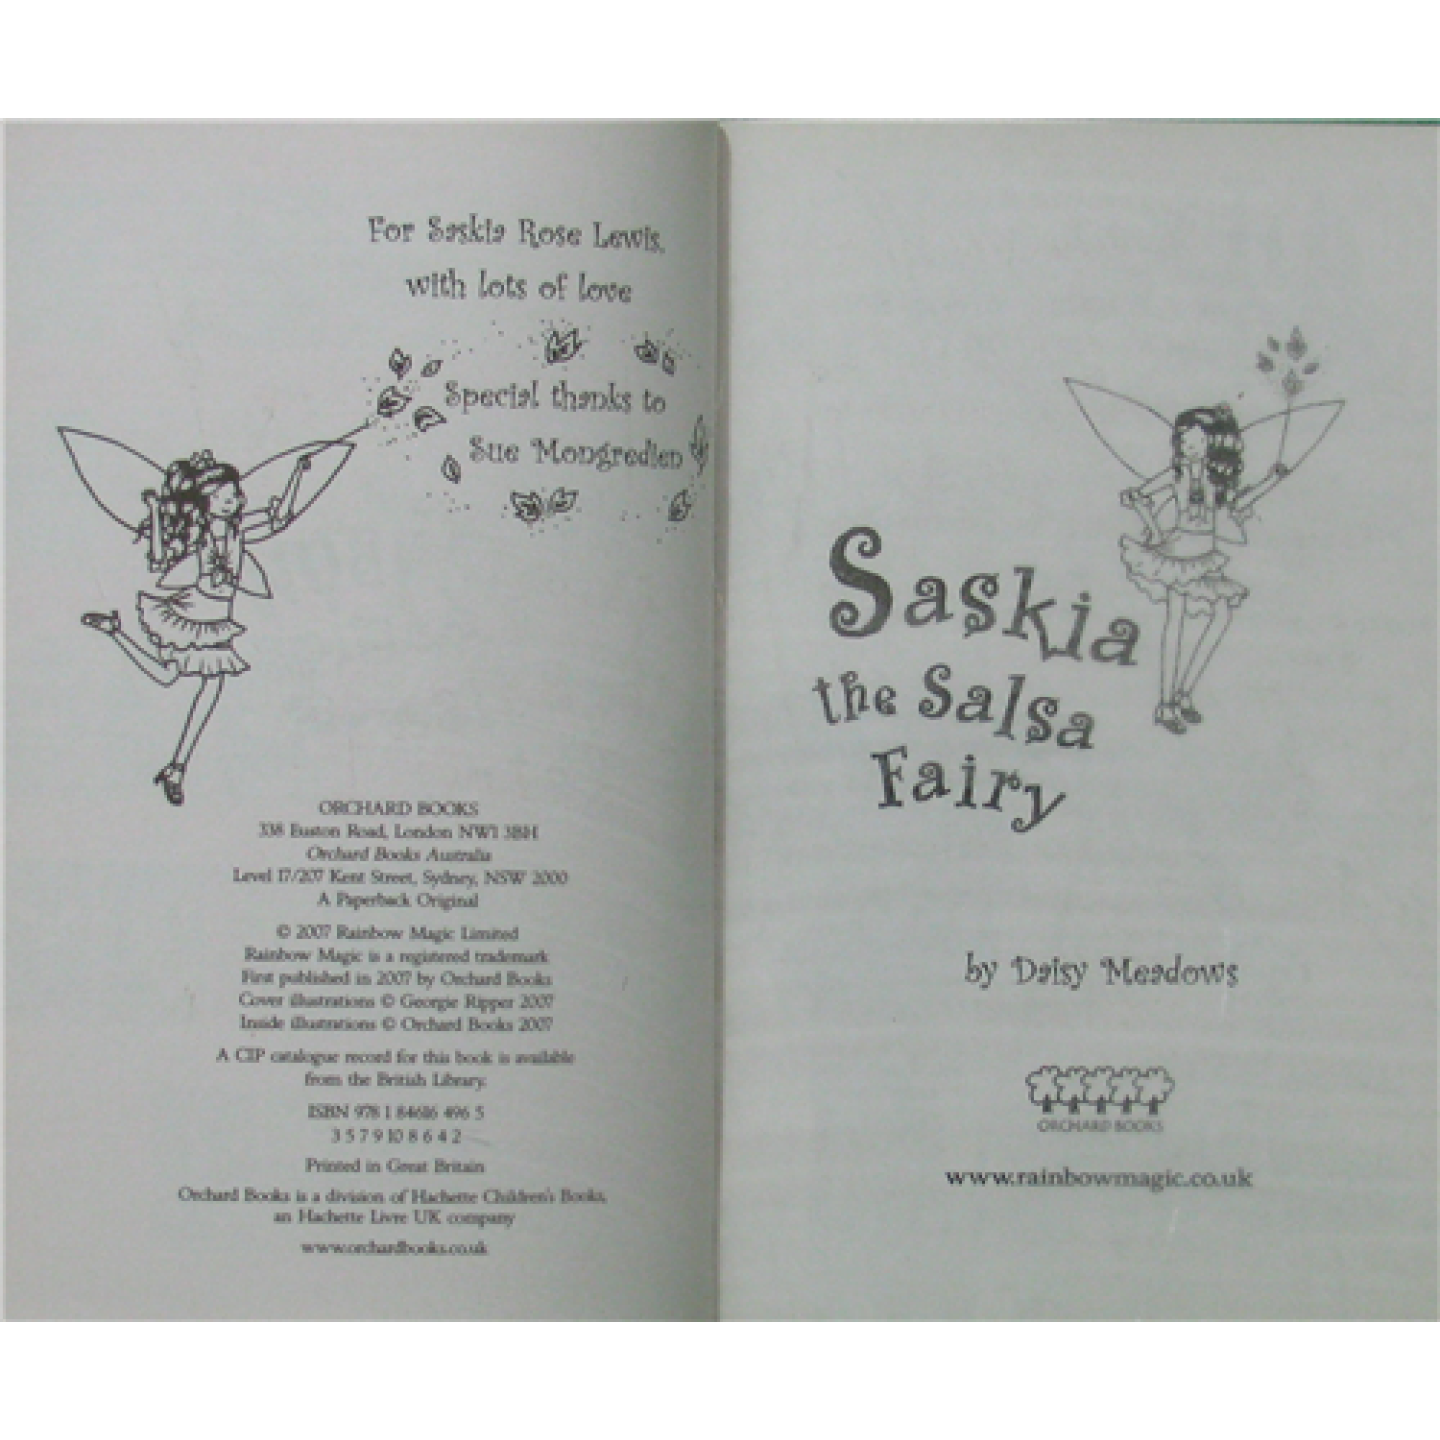 For Saskia Rose Lewis,
with lots of love
Special thanks to
Sue Mongredien
ORCHARD BOOKS
338 Euston Road, London NW1 3BH
Orchard Books Australia
Level 17/207 Kent Street, Sydney, NSW 2000
A Paperback Original
© 2007 Rainbow Magic Limited
Rainbow Magic is a registered trademark
First published in 2007 by Orchard Books
Cover illustrations © Georgie Ripper 2007
Inside illustrations © Orchard Books 2007
A CIP catalogue record for this book is available
from the British Library.
ISBN 978 1 84616 496 5
3 5 7 9 10 8 6 4 2
Printed in Great Britain
Orchard Books is a division of Hachette Children's Books,
an Hachette Livre UK company
www.orchardbooks.co.uk
Saskia
the Salsa
Fairy
by Daisy Meadows
ORCHARD BOOKS
www.rainbowmagic.co.uk